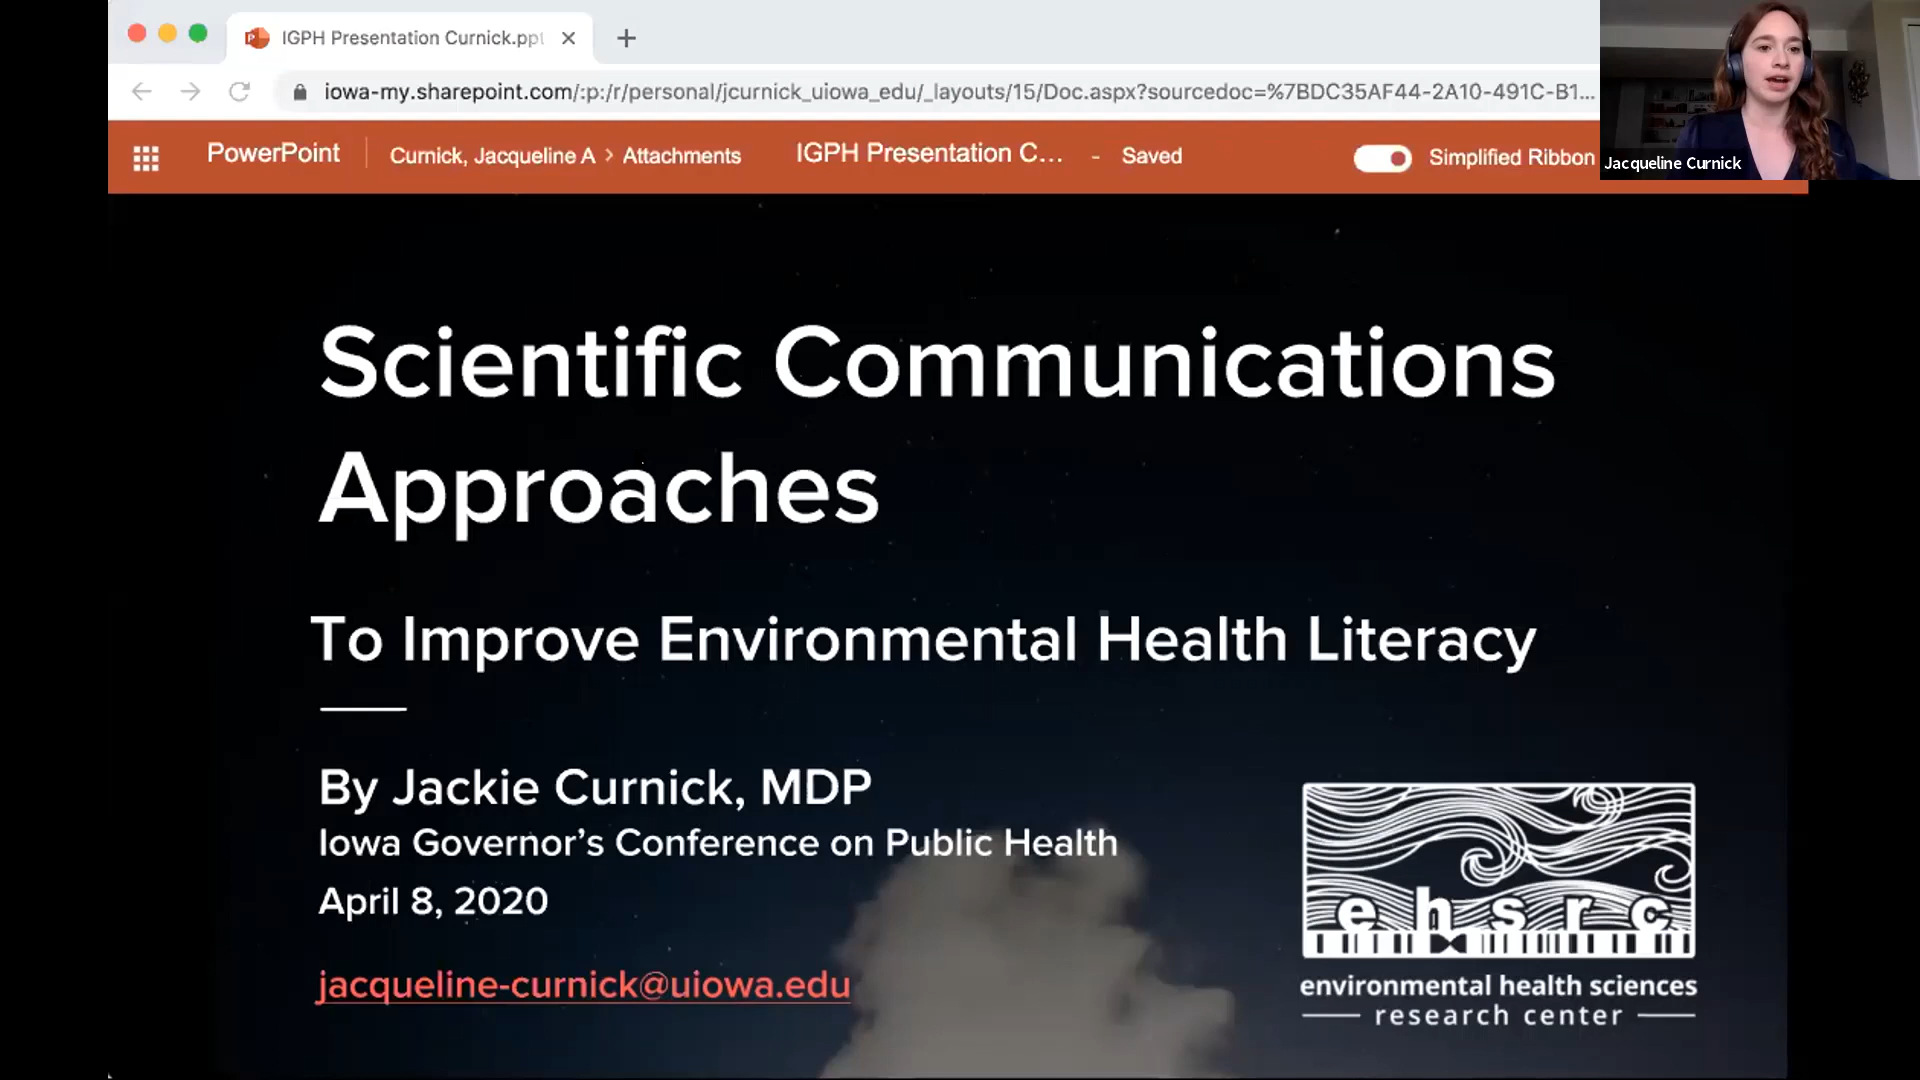 IGPH Presentation Curnick.ppt
iowa-my.sharepoint.com/:p:/r/personal/jcurnick_uiowa_edu/_layouts/15/Doc.aspx?sourcedoc=%7BDC35AF44-2A10-491C-B1...
PowerPoint
Curnick, Jacqueline A > Attachments
IGPH Presentation C... - Saved
Simplified Ribbon
Jacqueline Curnick
Scientific Communications
Approaches
To Improve Environmental Health Literacy
By Jackie Curnick, MDP
Iowa Governor's Conference on Public Health
April 8, 2020
jacqueline-curnick@uiowa.edu
ehsrc
environmental health sciences
research center